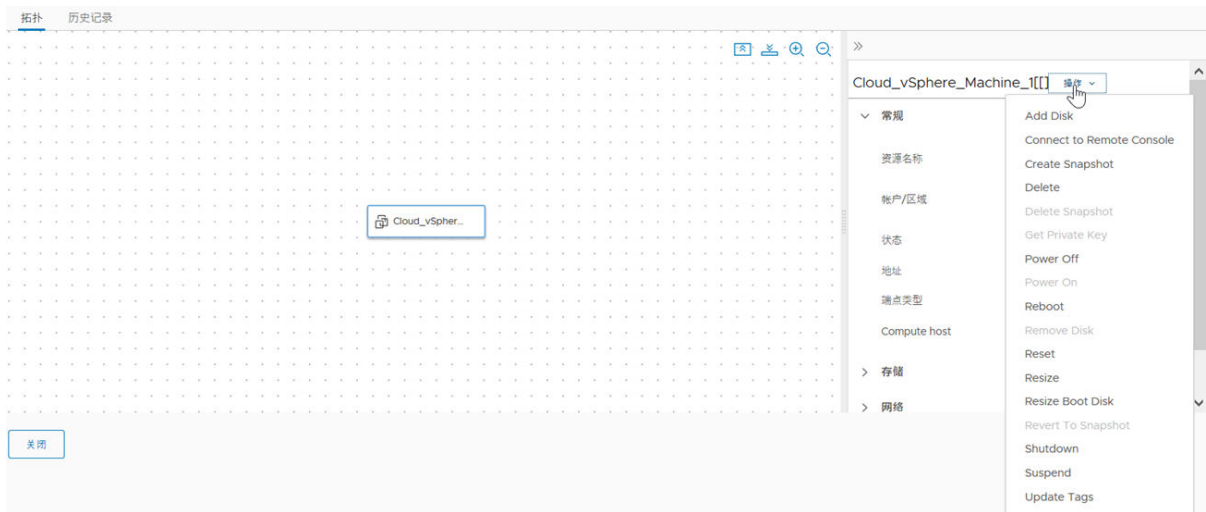 拓扑 历史记录
Cloud_vSphere_Machine_1[[] 操作
常规
资源名称
帐户/区域
状态
地址
端点类型
Compute host
存储
网络
Cloud_vSpher...
Add Disk
Connect to Remote Console
Create Snapshot
Delete
Delete Snapshot
Get Private Key
Power Off
Power On
Reboot
Remove Disk
Reset
Resize
Resize Boot Disk
Revert To Snapshot
Shutdown
Suspend
Update Tags
关闭